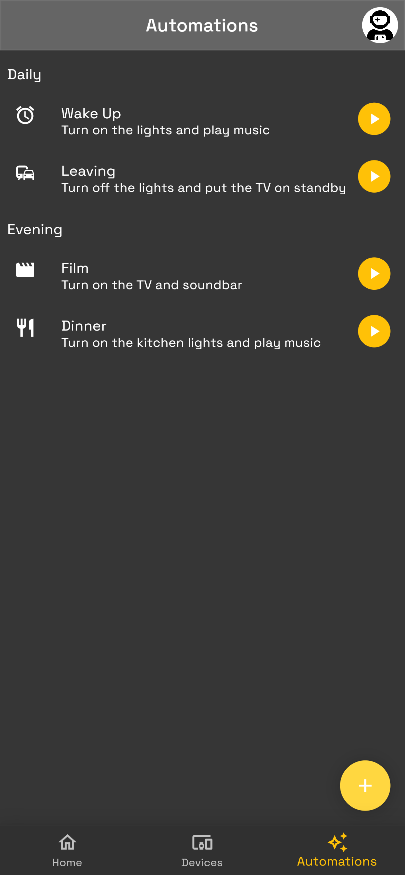 Automations
Daily
Wake Up
Turn on the lights and play music
Leaving
Turn off the lights and put the TV on standby
Evening
Film
Turn on the TV and soundbar
Dinner
Turn on the kitchen lights and play music
Home
Devices
Automations